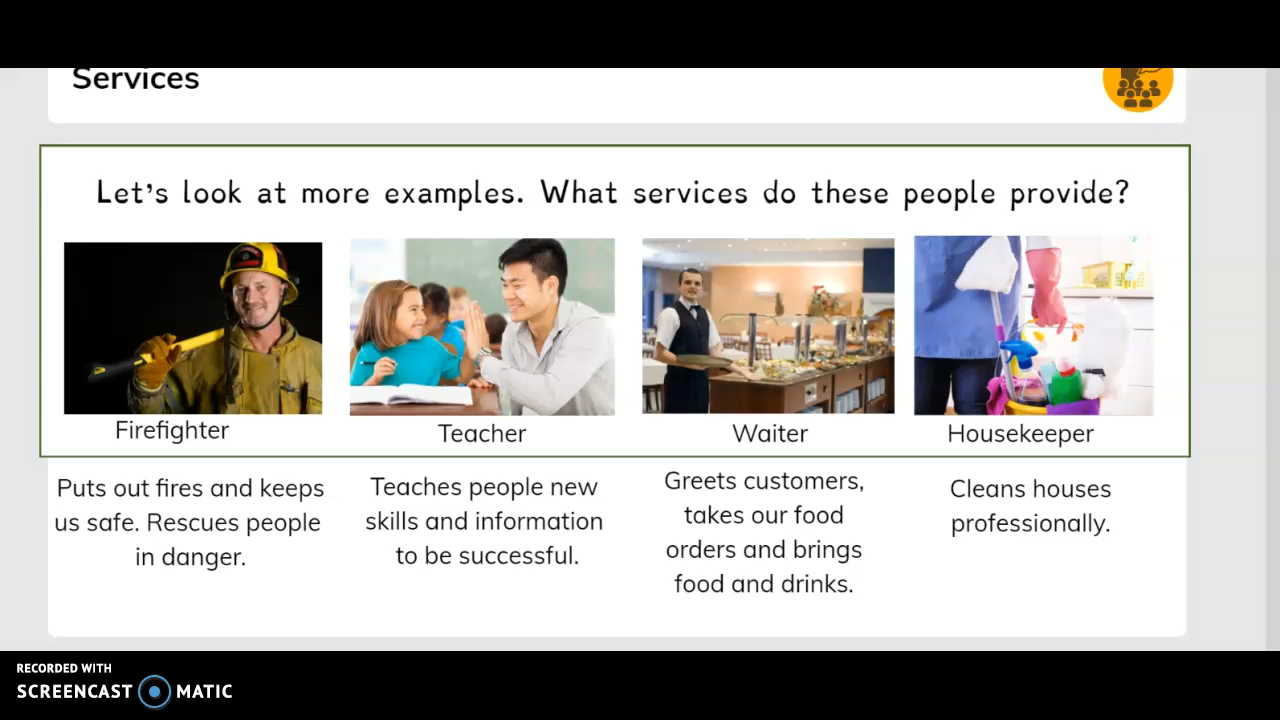 Services
Let's look at more examples. What services do these people provide?
Firefighter
Teacher
Waiter
Housekeeper
Puts out fires and keeps
us safe. Rescues people
in danger.
Teaches people new
skills and information
to be successful.
Greets customers,
takes our food
orders and brings
food and drinks.
Cleans houses
professionally.
RECORDED WITH
SCREENCAST MATIC